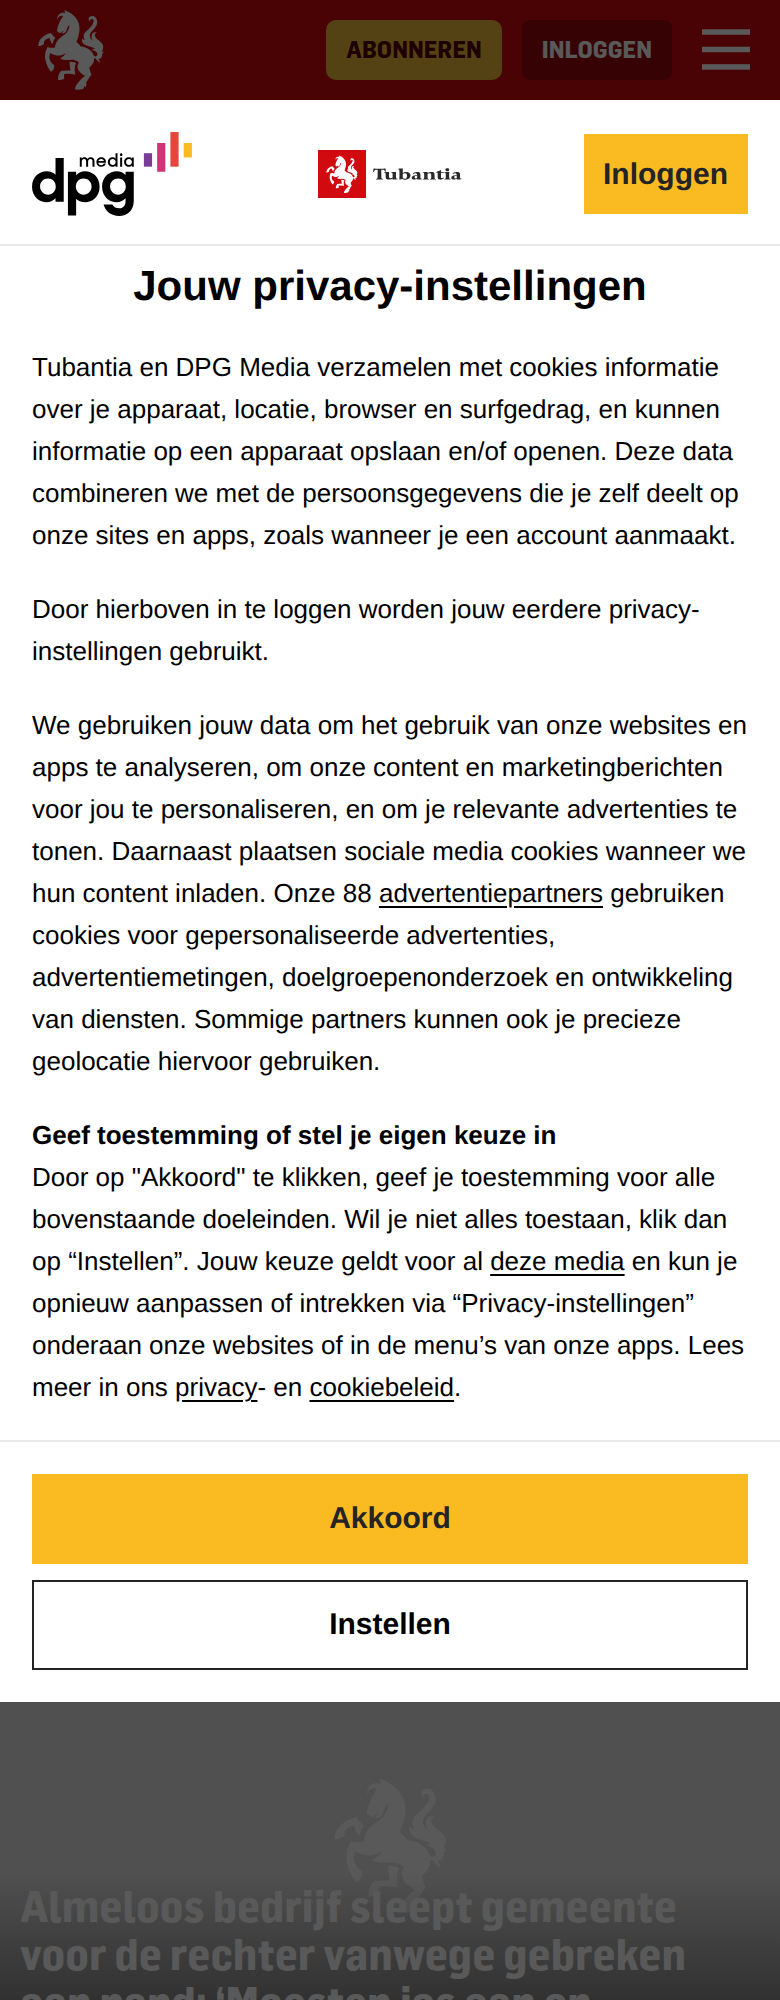 ABONNEREN
INLOGGEN
dpg media
Tubantia
Inloggen
Jouw privacy-instellingen
Tubantia en DPG Media verzamelen met cookies informatie
over je apparaat, locatie, browser en surfgedrag, en kunnen
informatie op een apparaat opslaan en/of openen. Deze data
combineren we met de persoonsgegevens die je zelf deelt op
onze sites en apps, zoals wanneer je een account aanmaakt.
Door hierboven in te loggen worden jouw eerdere privacy-
instellingen gebruikt.
We gebruiken jouw data om het gebruik van onze websites en
apps te analyseren, om onze content en marketingberichten
voor jou te personaliseren, en om je relevante advertenties te
tonen. Daarnaast plaatsen sociale media cookies wanneer we
hun content inladen. Onze 88 advertentiepartners gebruiken
cookies voor gepersonaliseerde advertenties,
advertentiemetingen, doelgroepenonderzoek en ontwikkeling
van diensten. Sommige partners kunnen ook je precieze
geolocatie hiervoor gebruiken.
Geef toestemming of stel je eigen keuze in
Door op "Akkoord" te klikken, geef je toestemming voor alle
bovenstaande doeleinden. Wil je niet alles toestaan, klik dan
op “Instellen”. Jouw keuze geldt voor al deze media en kun je
opnieuw aanpassen of intrekken via “Privacy-instellingen”
onderaan onze websites of in de menu’s van onze apps. Lees
meer in ons privacy- en cookiebeleid.
Akkoord
Instellen
Almeloos bedrijf sleept gemeente
voor de rechter vanwege gebreken
aan pand: ‘Moesten jas aan en